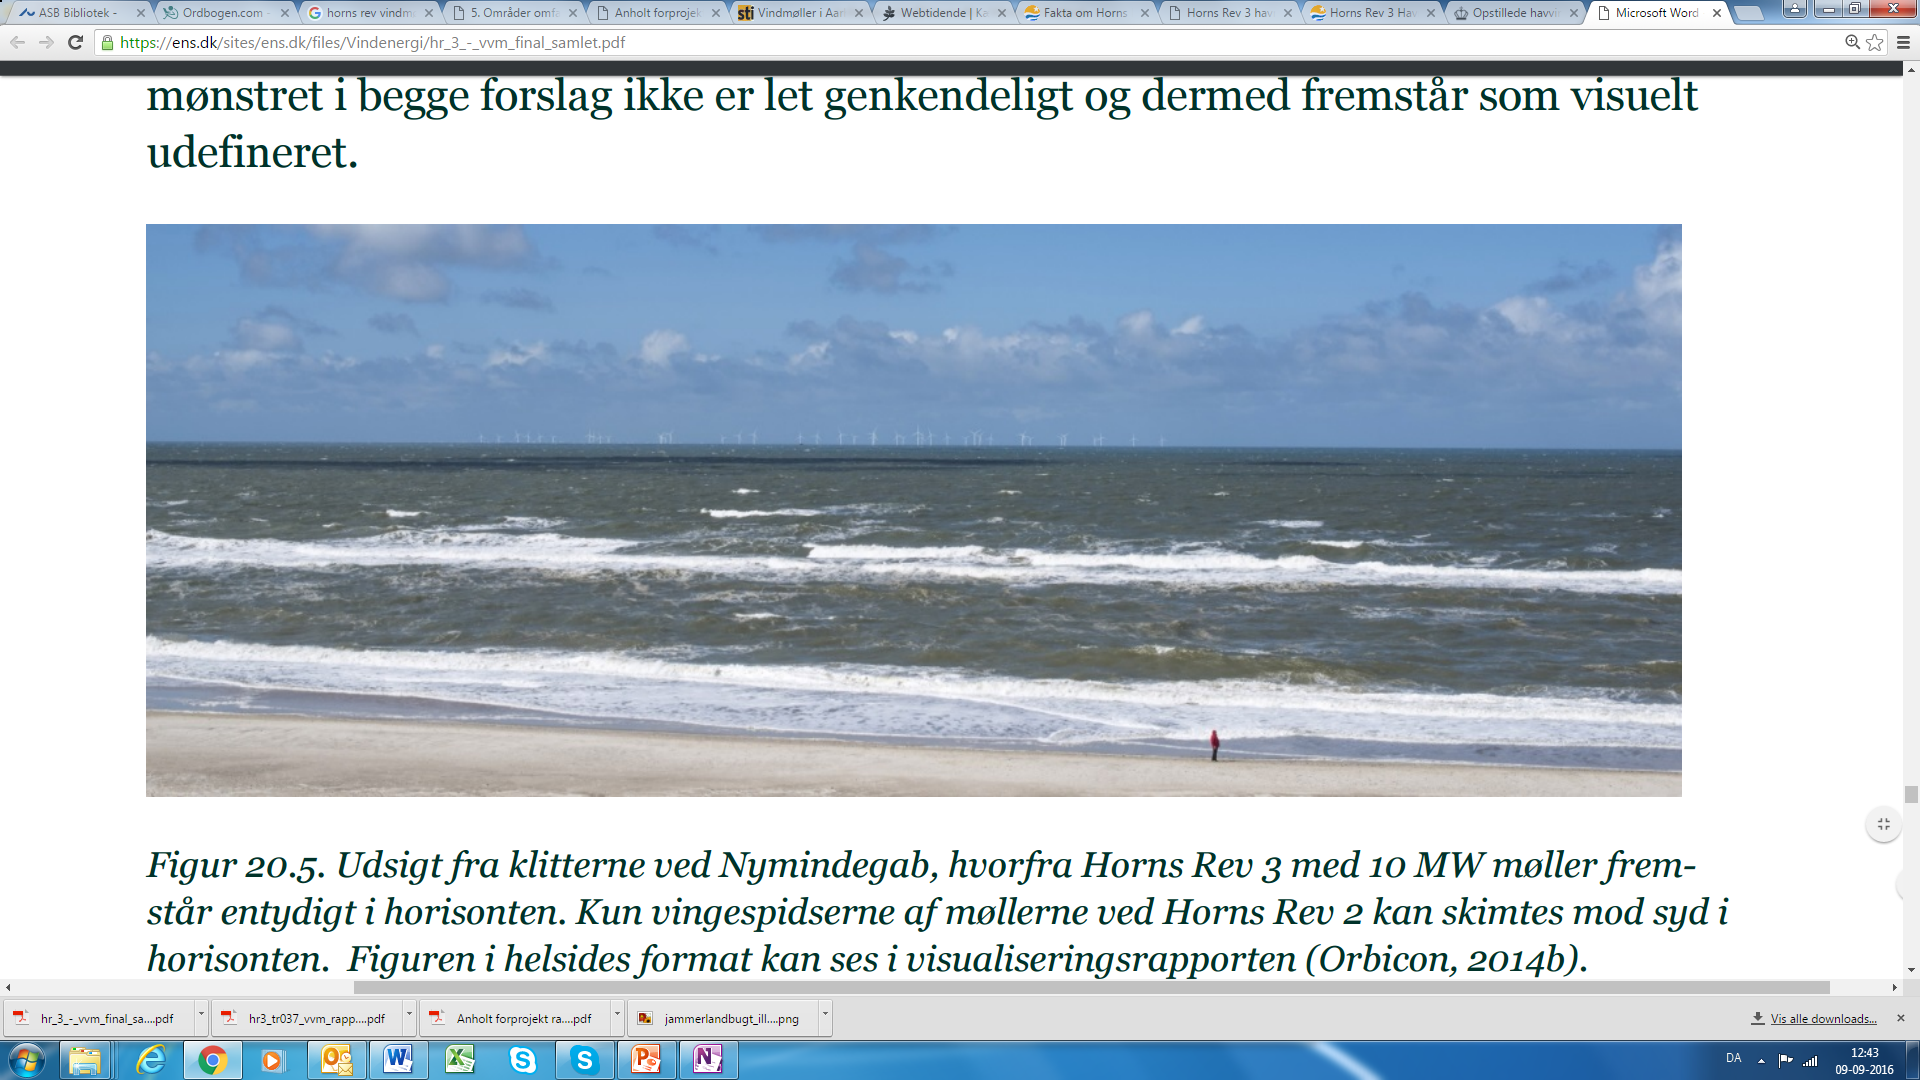 ASB Bibliotek -
Ordbogen.com -
horns rev vindm
5. Områder omfa
Anholt forprojek
sti Vindmøller i Aar
Webtidende | Ka
Fakta om Horns
Horns Rev 3 hav
Horns Rev 3 Hav
Opstillede havvi
Microsoft Word
https://ens.dk/sites/ens.dk/files/Vindenergi/hr_3_-_vvm_final_samlet.pdf
mønstret i begge forslag ikke er let genkendeligt og dermed fremstår som visuelt
udefineret.
Figur 20.5. Udsigt fra klitterne ved Nymindegab, hvorfra Horns Rev 3 med 10 MW møller frem-
står entydigt i horisonten. Kun vingespidserne af møllerne ved Horns Rev 2 kan skimtes mod syd i
horisonten. Figuren i helsides format kan ses i visualiseringsrapporten (Orbicon, 2014b).
hr_3_-_vvm_final_sa....pdf
hr3_tr037_vvm_rapp....pdf
Anholt forprojekt ra....pdf
jammerlandbugt_ill....png
Vis alle downloads...
DA
12:43
09-09-2016